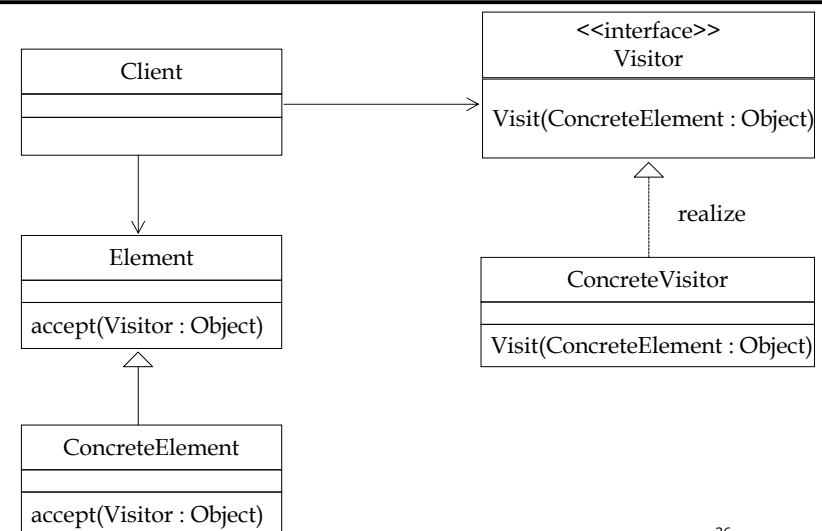 Client
<<interface>>
Visitor
Visit(ConcreteElement : Object)
realize
Element
accept(Visitor : Object)
ConcreteVisitor
Visit(ConcreteElement : Object)
ConcreteElement
accept(Visitor : Object)